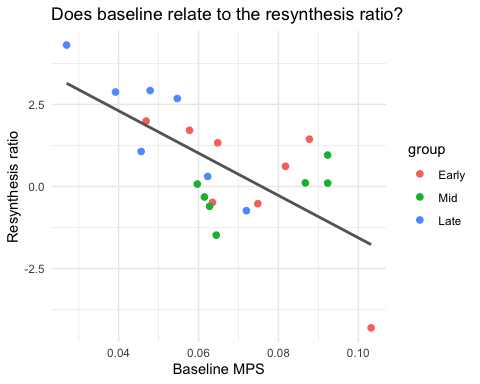 Does baseline relate to the resynthesis ratio?
Resynthesis ratio
2.5
0.0
-2.5
0.04
0.06
0.08
0.10
Baseline MPS
group
Early
Mid
Late